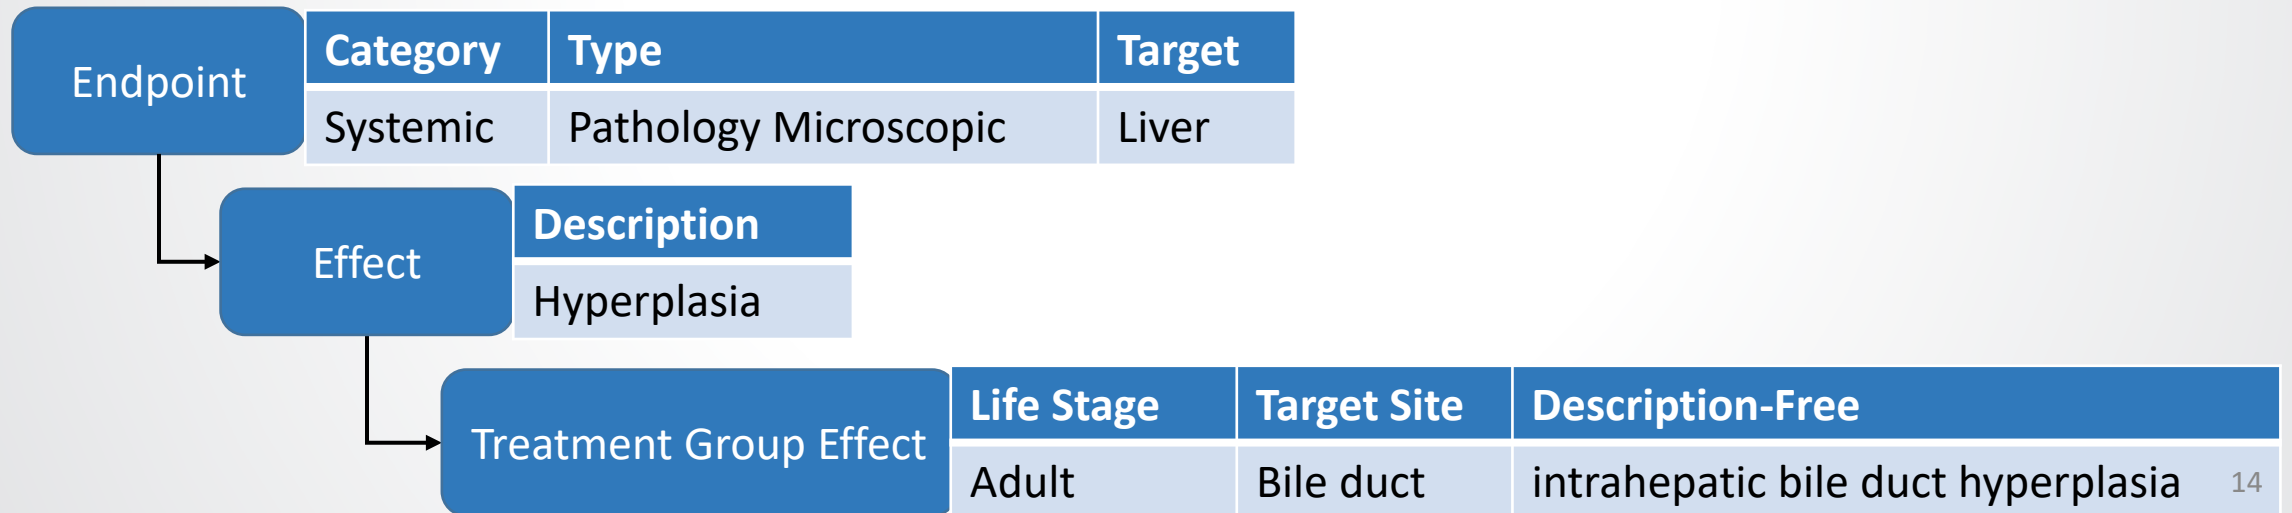 Endpoint
Category Type Target
Systemic Pathology Microscopic Liver
Effect
Description
Hyperplasia
Treatment Group Effect
Life Stage Target Site Description-Free
Adult Bile duct intrahepatic bile duct hyperplasia
14